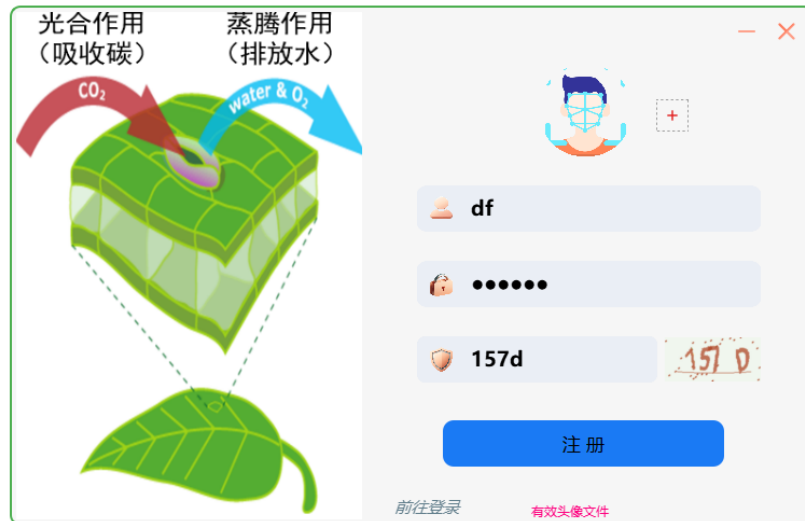 光合作用
（吸收碳）
蒸腾作用
（排放水）
CO₂
water & O₂
df
••••••
157d
157 D
注册
前往登录
有效头像文件